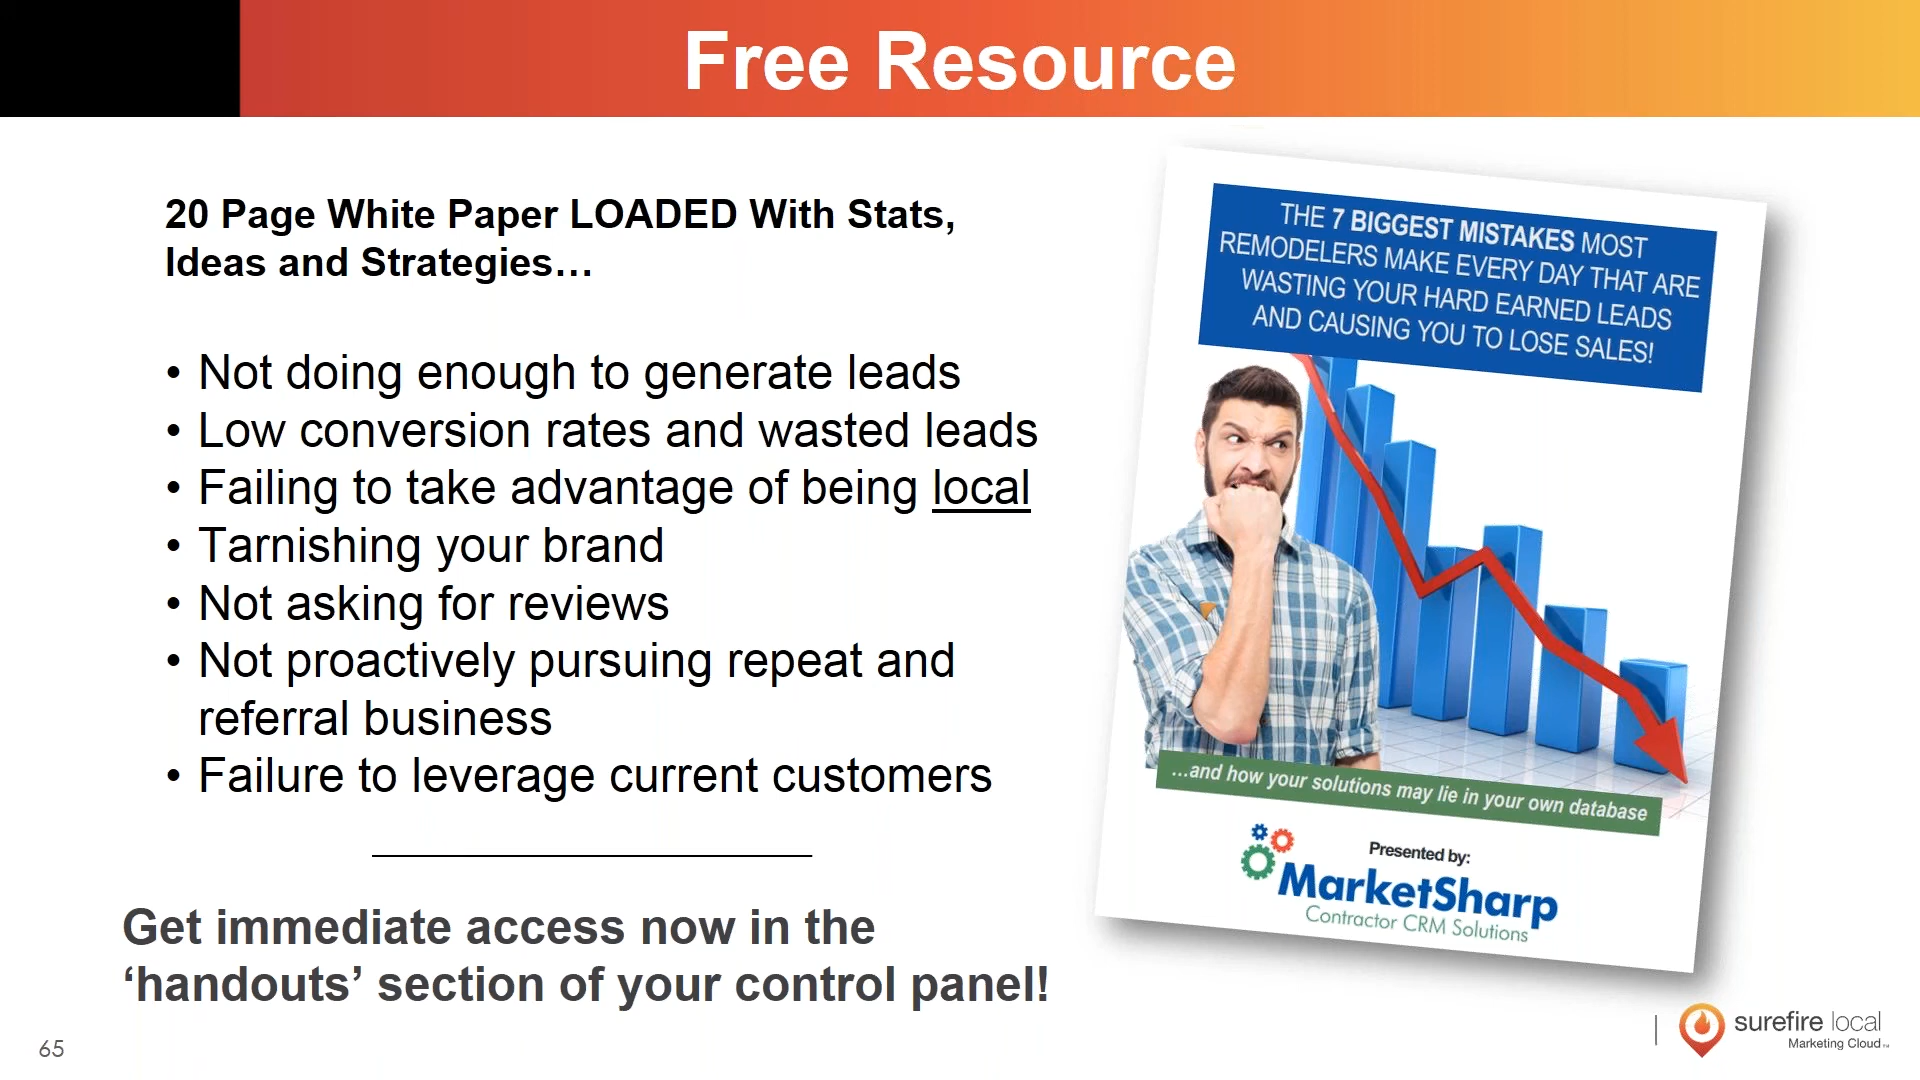 Free Resource
20 Page White Paper LOADED With Stats,
Ideas and Strategies…
• Not doing enough to generate leads
• Low conversion rates and wasted leads
• Failing to take advantage of being local
• Tarnishing your brand
• Not asking for reviews
• Not proactively pursuing repeat and
referral business
• Failure to leverage current customers
Get immediate access now in the
‘handouts’ section of your control panel!
THE 7 BIGGEST MISTAKES MOST
REMODELERS MAKE EVERY DAY THAT ARE
WASTING YOUR HARD EARNED LEADS
AND CAUSING YOU TO LOSE SALES!
...and how your solutions may lie in your own database
Presented by:
MarketSharp
Contractor CRM Solutions
65
surefire local
Marketing Cloud™